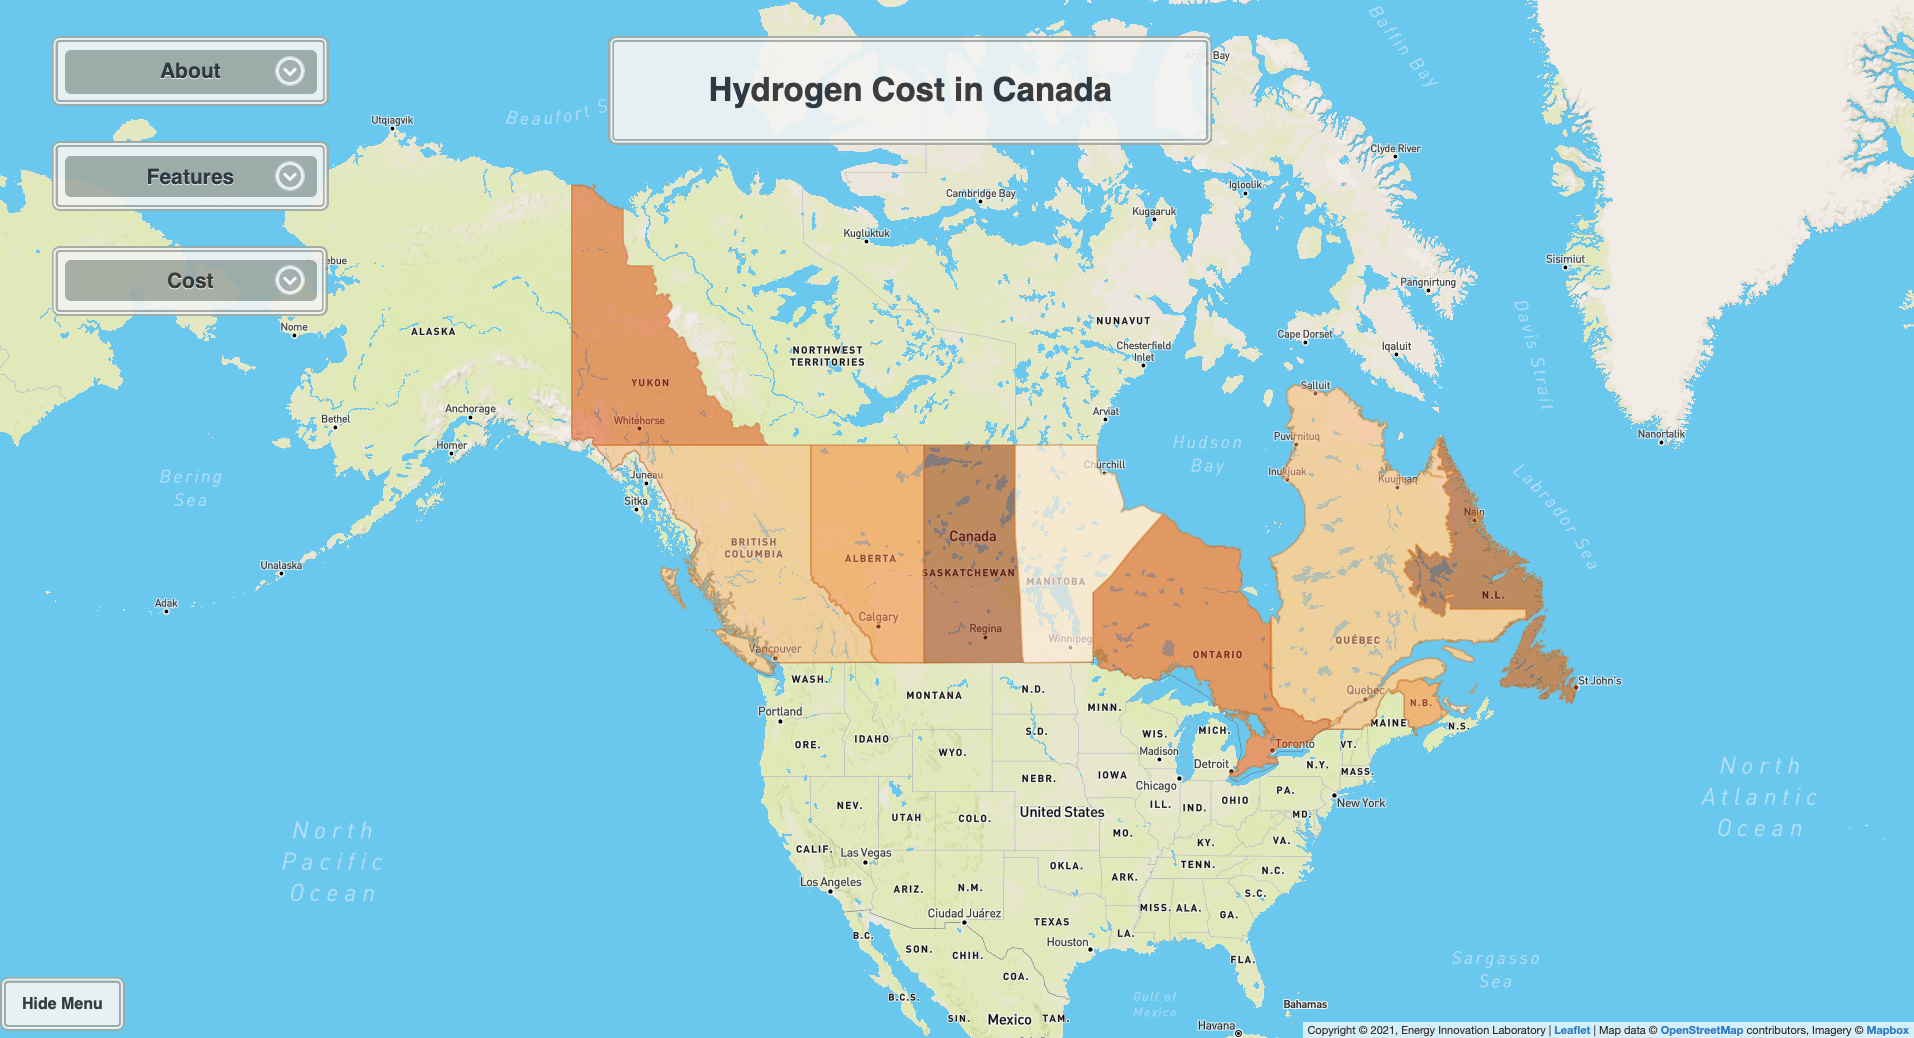 About
Features
Cost
Hydrogen Cost in Canada
Bay
Baffin Bay
Beaufort S
Utqiagvik
Clyde River
Igloolik
Cambridge Bay
Kugaaruk
Kugluktuk
Sisimiut
Pangnirtung
ebue
Nome
ALASKA
NUNAVUT
Cape Dorset
Iqaluit
Chesterfield
Inlet
NORTHWEST
TERRITORIES
Davis Strait
YUKON
Salluit
Anchorage
Bethel
Whitehorse
Arviat
Homer
Puvirnituq
Nanortalik
Hudson
Bay
Churchill
Inukjuak
Kuujjuaq
Labrador Sea
Bering
Sea
Juneau
Sitka
Nain
Canada
BRITISH
COLUMBIA
ALBERTA
SASKATCHEWAN
MANITOBA
Unalaska
Adak
N.L.
Calgary
Regina
Winnipeg
QUÉBEC
Vancouver
ONTARIO
WASH.
MONTANA
N.D.
Quebec
St John's
MINN.
N.B.
Portland
MAINE
N.S.
S.D.
WIS.
MICH.
ORE.
IDAHO
WYO.
Madison
Toronto
VT.
Detroit
N.Y.
MASS.
NEBR.
IOWA
Chicago
PA.
North
Atlantic
Ocean
NEV.
UTAH
COLO.
United States
ILL.
IND.
OHIO
New York
MD.
North
Pacific
Ocean
MO.
KY.
VA.
CALIF.
Las Vegas
OKLA.
TENN.
N.C.
Los Angeles
ARIZ.
N.M.
ARK.
S.C.
Ciudad Juárez
TEXAS
MISS.
ALA.
GA.
B.C.
SON.
CHIH.
Houston
LA.
FLA.
Sargasso
Sea
COA.
B.C.S.
Gulf of
Mexico
Bahamas
SIN.
Mexico
TAM.
Havana
Hide Menu
Copyright © 2021, Energy Innovation Laboratory | Leaflet | Map data © OpenStreetMap contributors, Imagery © Mapbox